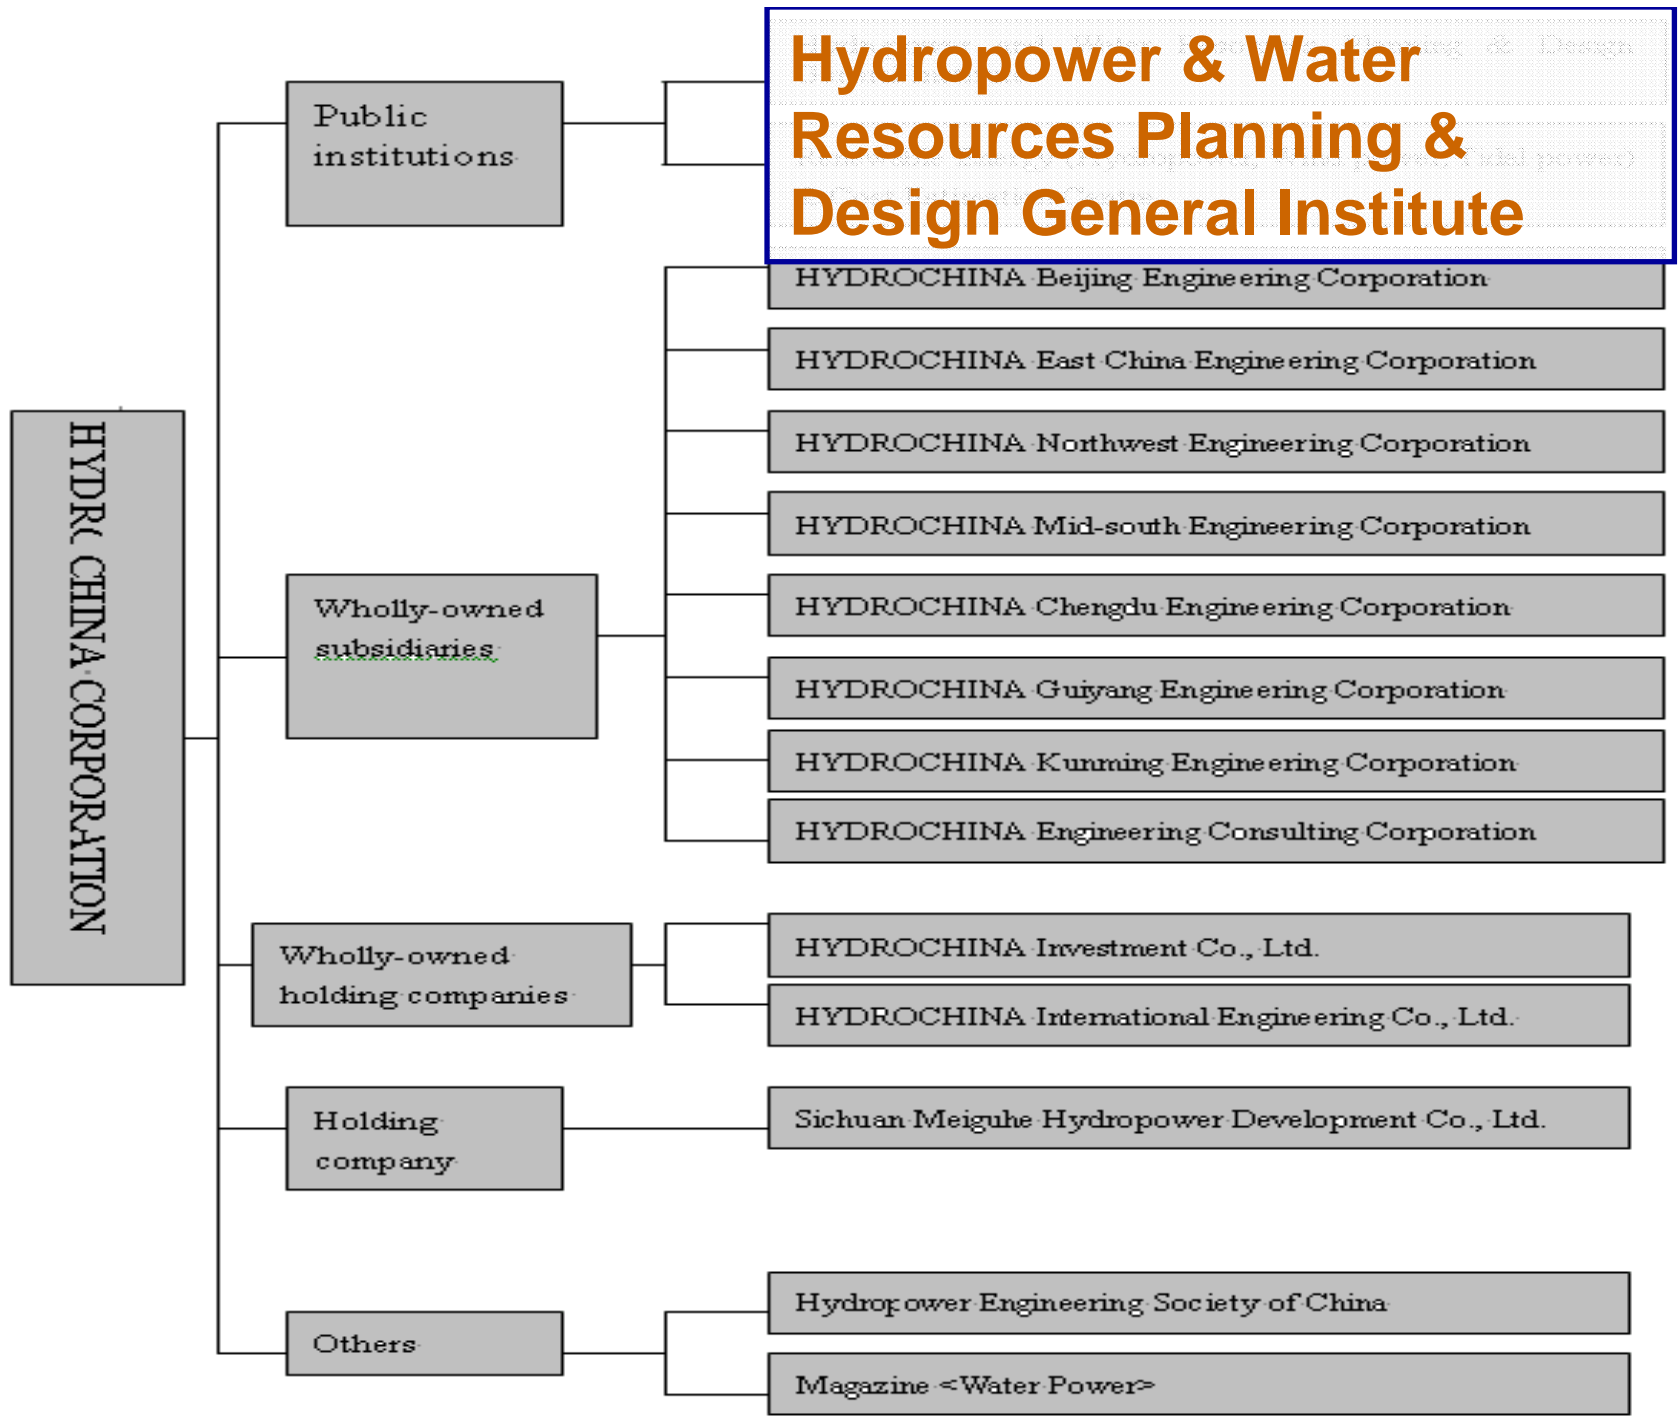 Hydropower & Water
Resources Planning &
Design General Institute
& Design
power)
Public
institutions
HYDROCHINA Beijing Engineering Corporation
HYDROCHINA East China Engineering Corporation
HYDROCHINA Northwest Engineering Corporation
HYDROCHINA Mid-south Engineering Corporation
HYDR( CHINA CORPORATION
Wholly-owned
subsidiaries
HYDROCHINA Chengdu Engineering Corporation
HYDROCHINA Guiyang Engineering Corporation
HYDROCHINA Kunming Engineering Corporation
HYDROCHINA Engineering Consulting Corporation
Wholly-owned
holding companies
HYDROCHINA Investment Co., Ltd.
HYDROCHINA International Engineering Co., Ltd.
Holding
company
Sichuan Meiguhe Hydropower Development Co., Ltd.
Others
Hydropower Engineering Society of China
Magazine <Water Power>